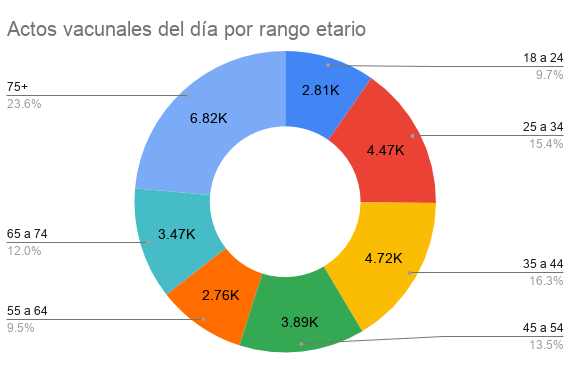 Actos vacunales del día por rango etario
18 a 24
9.7%
2.81K
75+
23.6%
6.82K
25 a 34
15.4%
4.47K
65 a 74
12.0%
3.47K
35 a 44
16.3%
4.72K
55 a 64
9.5%
2.76K
45 a 54
13.5%
3.89K